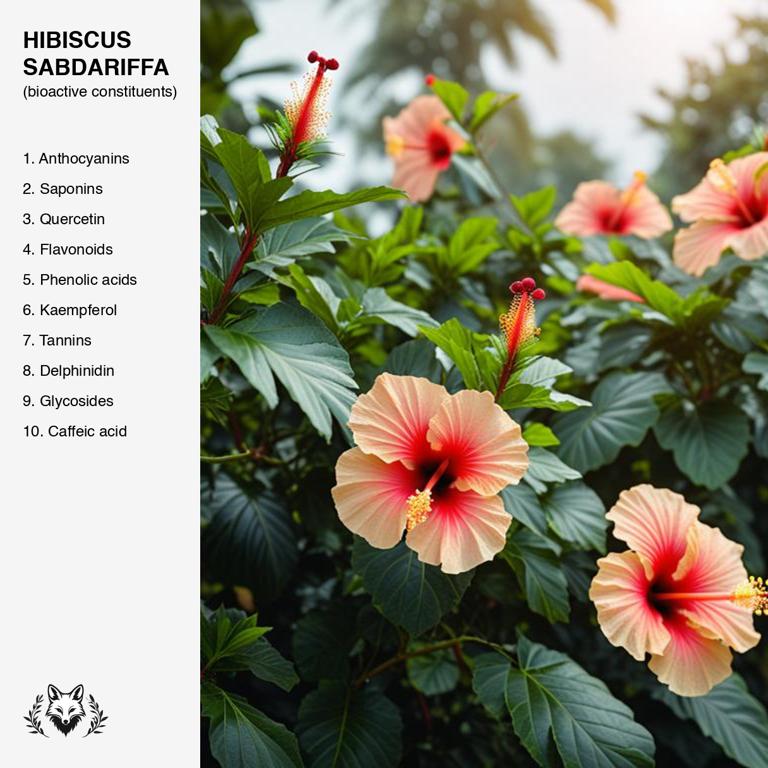 HIBISCUS
SABDARIFFA
(bioactive constituents)
1. Anthocyanins
2. Saponins
3. Quercetin
4. Flavonoids
5. Phenolic acids
6. Kaempferol
7. Tannins
8. Delphinidin
9. Glycosides
10. Caffeic acid